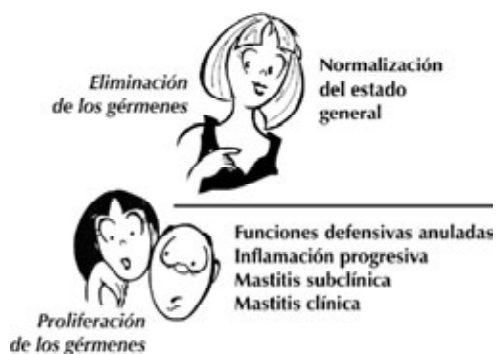 Eliminación
de los gérmenes
Normalización
del estado
general
Funciones defensivas anuladas
Inflamación progresiva
Mastitis subclínica
Mastitis clínica
Proliferación
de los gérmenes